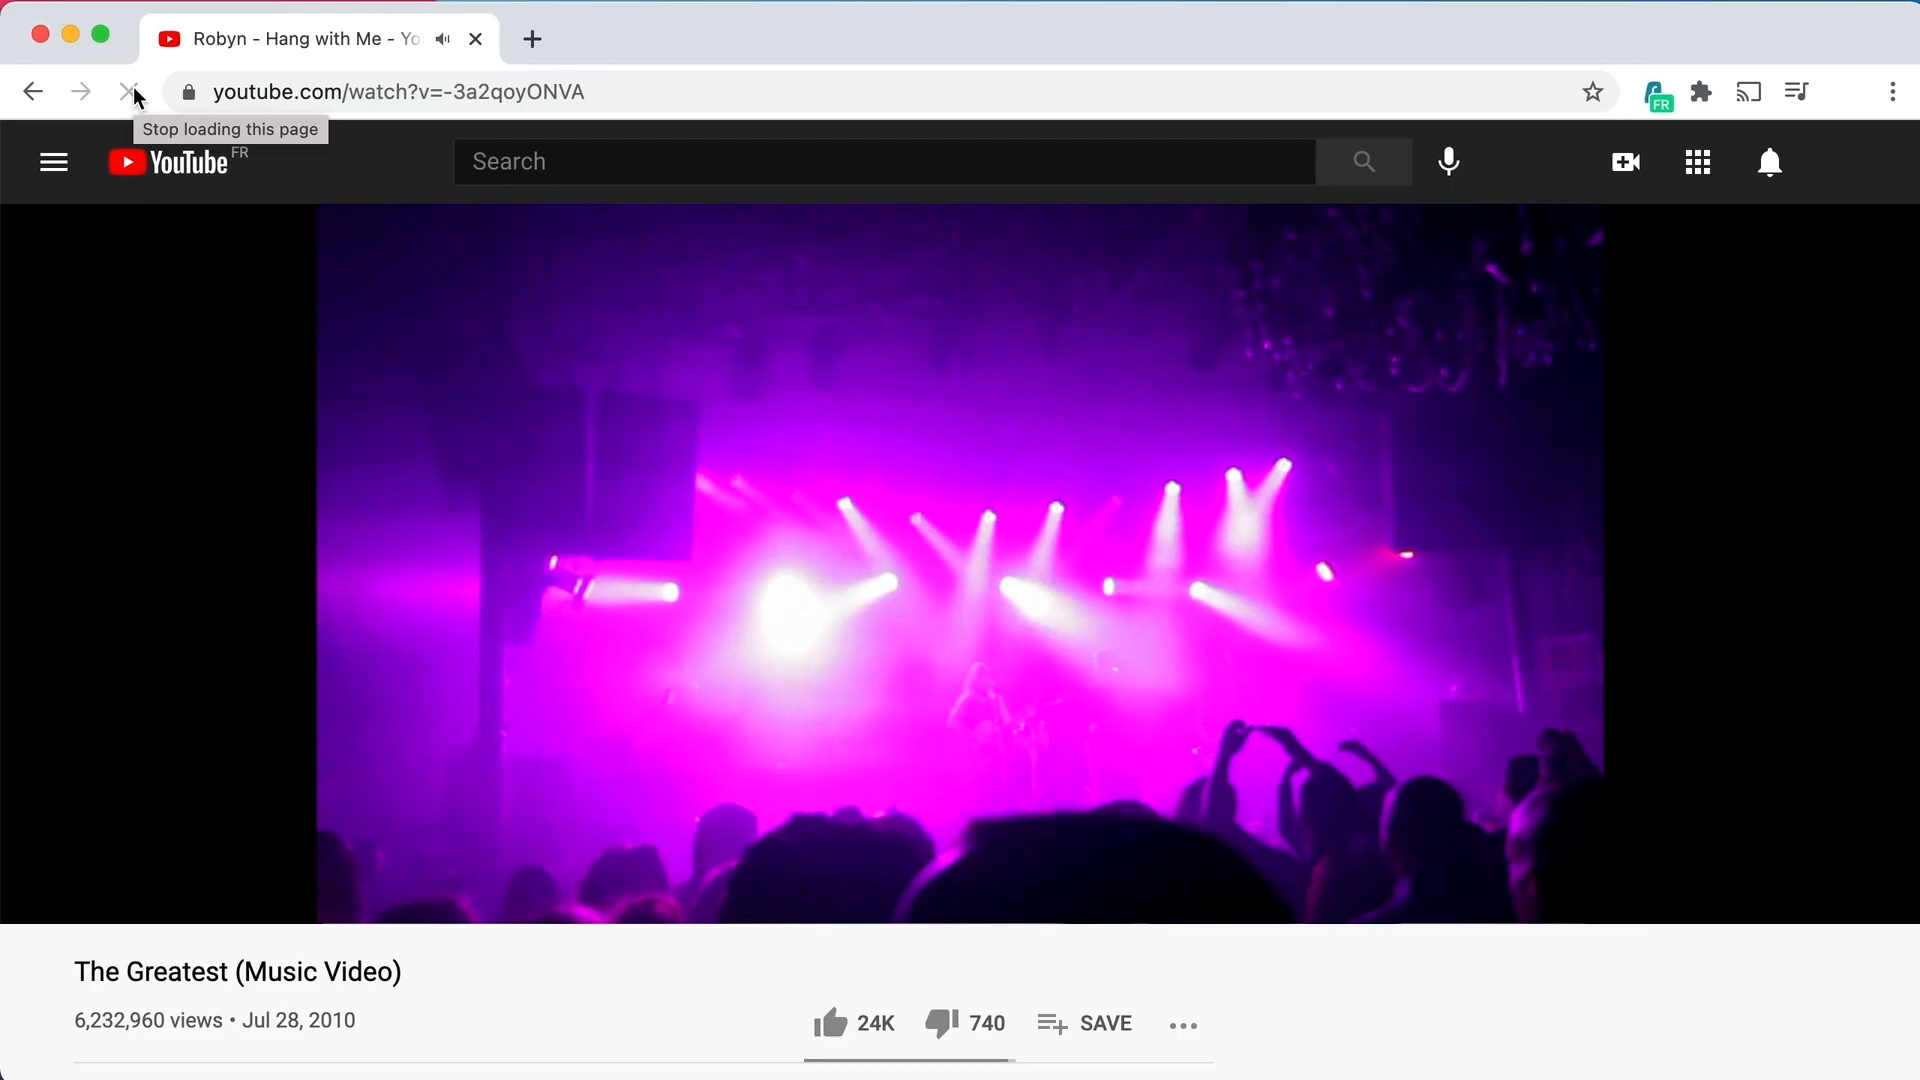 Robyn - Hang with Me - Yo
youtube.com/watch?v=-3a2qoyONVA
FR
Stop loading this page
YouTube FR
Search
The Greatest (Music Video)
6,232,960 views • Jul 28, 2010
24K
740
SAVE